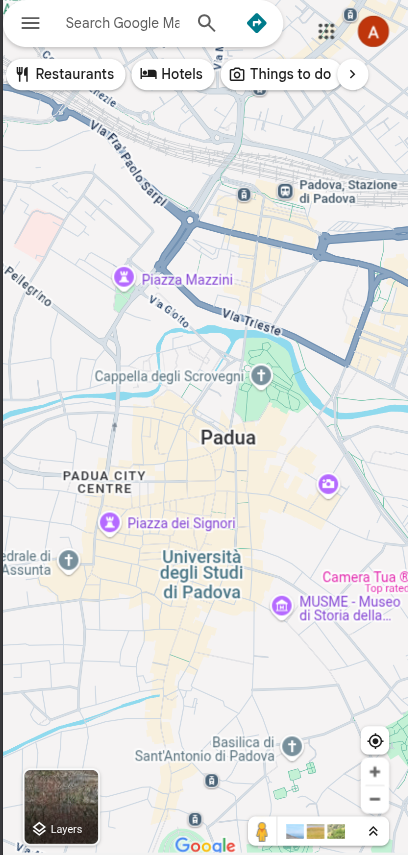 Search Google Ma
A
Restaurants
Hotels
Things to do
Via Fra' Paolo Sarpi
Padova, Stazione
di Padova
Piazza Mazzini
Pellegrino
Via Goito
Via Trieste
Cappella degli Scrovegni
Padua
PADUA CITY
CENTRE
Piazza dei Signori
edrale di
Assunta
Università
degli Studi
di Padova
Camera Tua ®
Top rated
MUSME - Museo
di Storia della...
Basilica di
Sant'Antonio di Padova
Layers
Google